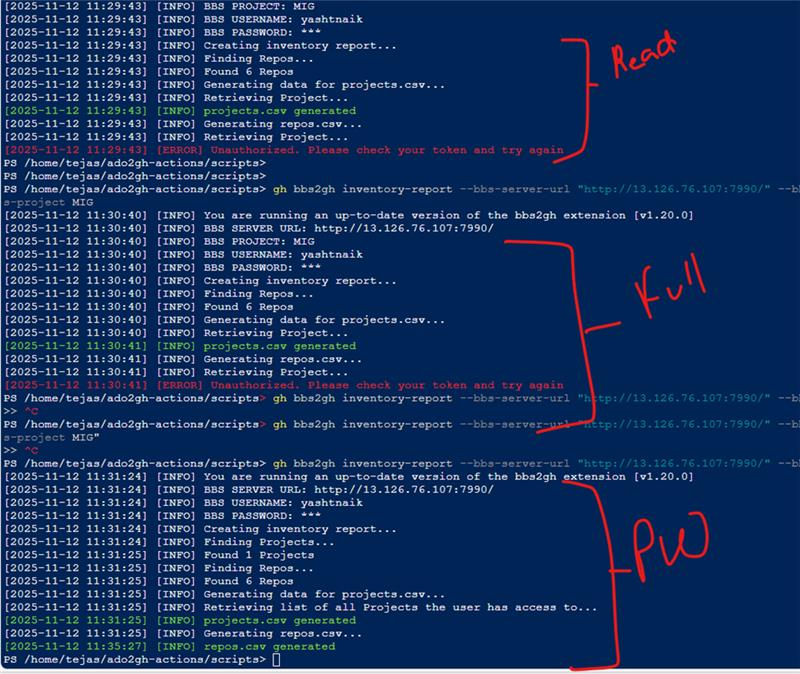 [2025-11-12 11:29:43] [INFO] BBS PROJECT: MIG
[2025-11-12 11:29:43] [INFO] BBS USERNAME: yashtnaik
[2025-11-12 11:29:43] [INFO] BBS PASSWORD: ***
[2025-11-12 11:29:43] [INFO] Creating inventory report...
[2025-11-12 11:29:43] [INFO] Finding Repos...
[2025-11-12 11:29:43] [INFO] Found 6 Repos
[2025-11-12 11:29:43] [INFO] Generating data for projects.csv...
[2025-11-12 11:29:43] [INFO] Retrieving Project...
[2025-11-12 11:29:43] [INFO] projects.csv generated
[2025-11-12 11:29:43] [INFO] Generating repos.csv...
[2025-11-12 11:29:43] [INFO] Retrieving Project...
[2025-11-12 11:29:43] [ERROR] Unauthorized. Please check your token and try again
Read
PS /home/tejas/ado2gh-actions/scripts>
PS /home/tejas/ado2gh-actions/scripts>
PS /home/tejas/ado2gh-actions/scripts> gh bbs2gh inventory-report --bbs-server-url "http://13.126.76.107:7990/" --bb
s-project MIG
[2025-11-12 11:30:40] [INFO] You are running an up-to-date version of the bbs2gh extension [v1.20.0]
[2025-11-12 11:30:40] [INFO] BBS SERVER URL: http://13.126.76.107:7990/
[2025-11-12 11:30:40] [INFO] BBS PROJECT: MIG
[2025-11-12 11:30:40] [INFO] BBS USERNAME: yashtnaik
[2025-11-12 11:30:40] [INFO] BBS PASSWORD: ***
[2025-11-12 11:30:40] [INFO] Creating inventory report...
[2025-11-12 11:30:40] [INFO] Finding Repos...
[2025-11-12 11:30:40] [INFO] Found 6 Repos
[2025-11-12 11:30:40] [INFO] Generating data for projects.csv...
[2025-11-12 11:30:40] [INFO] Retrieving Project...
[2025-11-12 11:30:41] [INFO] projects.csv generated
[2025-11-12 11:30:41] [INFO] Generating repos.csv...
[2025-11-12 11:30:41] [INFO] Retrieving Project...
[2025-11-12 11:30:41] [ERROR] Unauthorized. Please check your token and try again
Full
PS /home/tejas/ado2gh-actions/scripts> gh bbs2gh inventory-report --bbs-server-url "http://13.126.76.107:7990/" --bb
>> ^C
PS /home/tejas/ado2gh-actions/scripts> gh bbs2gh inventory-report --bbs-server-url "http://13.126.76.107:7990/" --bb
s-project MIG"
>> ^C
PS /home/tejas/ado2gh-actions/scripts> gh bbs2gh inventory-report --bbs-server-url "http://13.126.76.107:7990/" --bb
[2025-11-12 11:31:24] [INFO] You are running an up-to-date version of the bbs2gh extension [v1.20.0]
[2025-11-12 11:31:24] [INFO] BBS SERVER URL: http://13.126.76.107:7990/
[2025-11-12 11:31:24] [INFO] BBS USERNAME: yashtnaik
[2025-11-12 11:31:24] [INFO] BBS PASSWORD: ***
[2025-11-12 11:31:24] [INFO] Creating inventory report...
[2025-11-12 11:31:24] [INFO] Finding Projects...
[2025-11-12 11:31:25] [INFO] Found 1 Projects
[2025-11-12 11:31:25] [INFO] Finding Repos...
[2025-11-12 11:31:25] [INFO] Found 6 Repos
[2025-11-12 11:31:25] [INFO] Generating data for projects.csv...
[2025-11-12 11:31:25] [INFO] Retrieving list of all Projects the user has access to...
[2025-11-12 11:31:25] [INFO] projects.csv generated
[2025-11-12 11:31:25] [INFO] Generating repos.csv...
[2025-11-12 11:35:27] [INFO] repos.csv generated
PW
PS /home/tejas/ado2gh-actions/scripts>